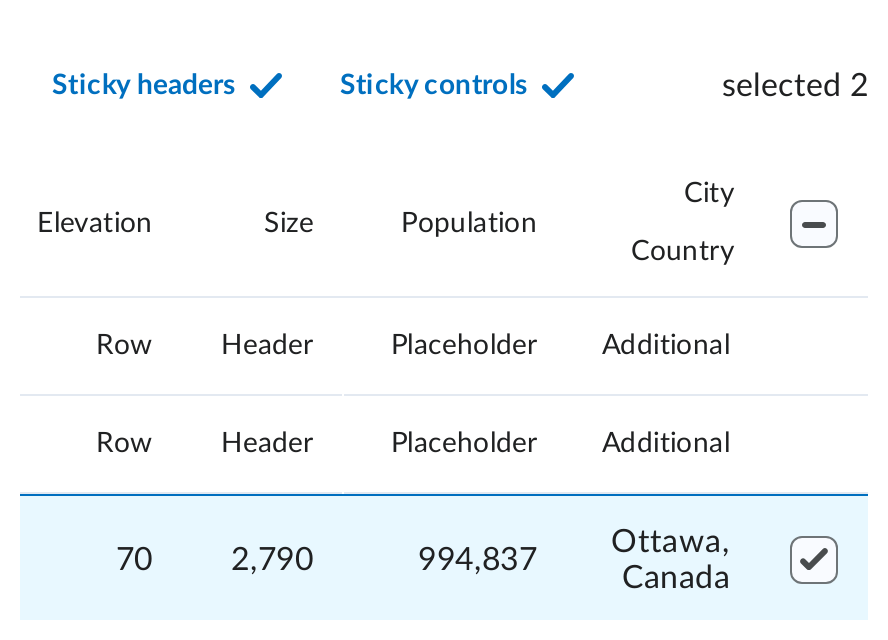 Sticky headers Sticky controls selected 2
City
Elevation Size Population
Country
Row Header Placeholder Additional
Row Header Placeholder Additional
70 2,790 994,837 Ottawa,
Canada